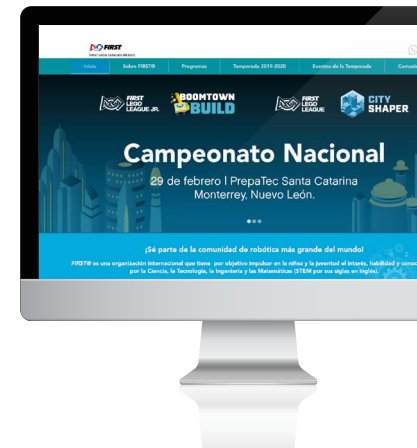 FIRST
Inicio Sobre FIRST® Programas Temporada 2019-2020 Eventos de la Temporada
FIRST LEGO LEAGUE JR. BOOMTOWN BUILD FIRST LEGO LEAGUE CITY SHAPER
Campeonato Nacional
29 de febrero I PrepaTec Santa Catarina
Monterrey, Nuevo León.
¡Sé parte de la comunidad de robótica más grande del mundo!
FIRST® es una organización internacional que tiene por objetivo impulsar en la niñez y la juventud el interés, habilidad y
por la Ciencia, la Tecnología, la Ingeniería y las Matemáticas (STEM por sus siglas en inglés).